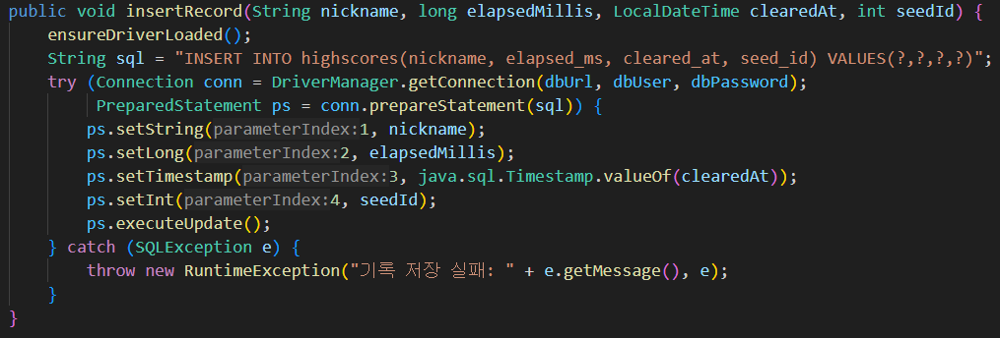 public void insertRecord(String nickname, long elapsedMillis, LocalDateTime clearedAt, int seedId) {
    ensureDriverLoaded();
    String sql = "INSERT INTO highscores(nickname, elapsed_ms, cleared_at, seed_id) VALUES(?,?,?,?)";
    try (Connection conn = DriverManager.getConnection(dbUrl, dbUser, dbPassword);
         PreparedStatement ps = conn.prepareStatement(sql)) {
        ps.setString(parameterIndex:1, nickname);
        ps.setLong(parameterIndex:2, elapsedMillis);
        ps.setTimestamp(parameterIndex:3, java.sql.Timestamp.valueOf(clearedAt));
        ps.setInt(parameterIndex:4, seedId);
        ps.executeUpdate();
    } catch (SQLException e) {
        throw new RuntimeException("기록 저장 실패: " + e.getMessage(), e);
    }
}